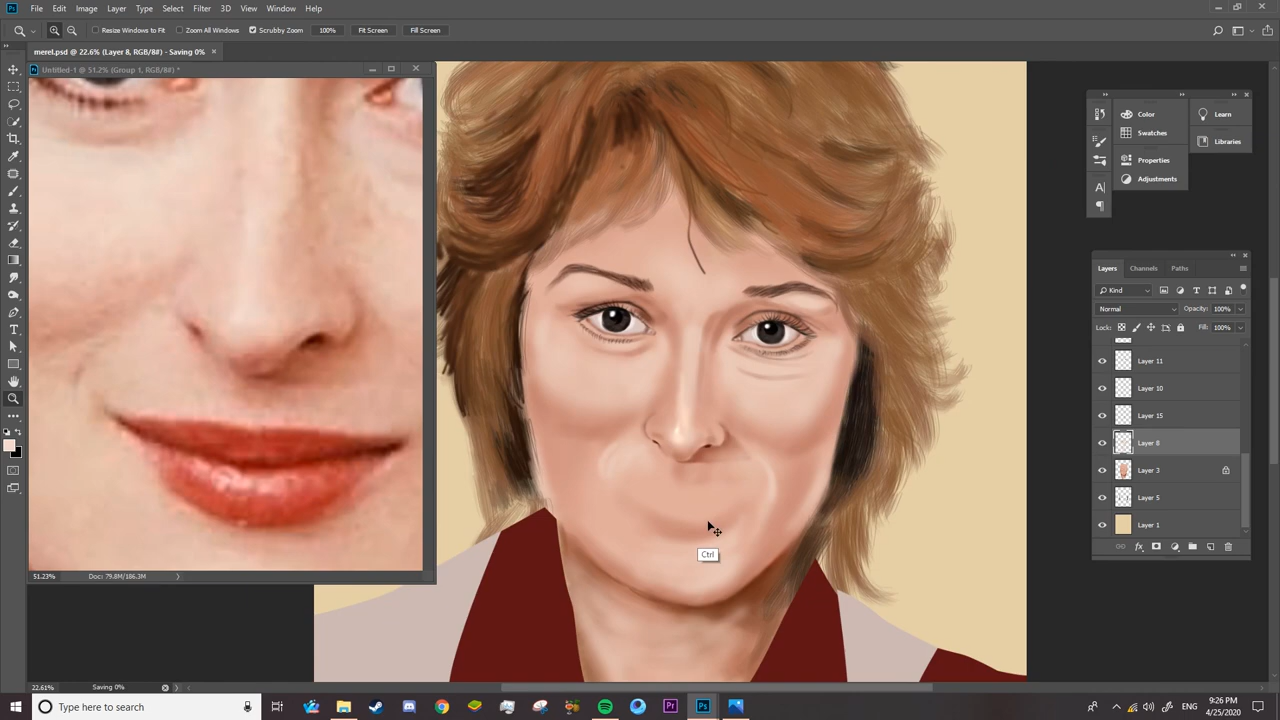 File Edit Image Layer Type Select Filter 3D View Window Help
Resize Windows to Fit Zoom All Windows Scrubby Zoom 100% Fit Screen Fill Screen
merel.psd @ 22.6% (Layer 8, RGB/8#) - Saving 0%
Untitled-1 @ 51.2% (Group 1, RGB/8#) *
Color
Learn
Swatches
Libraries
Properties
Adjustments
Layers Channels Paths
Kind
Normal Opacity: 100%
Lock: Fill: 100%
Layer 11
Layer 10
Layer 15
Layer 8
Layer 3
Layer 5
Layer 1
Ctrl
51.23% Doc: 79.8M/186.3M
22.61% Saving 0%
Type here to search
9:26 PM
4/25/2020